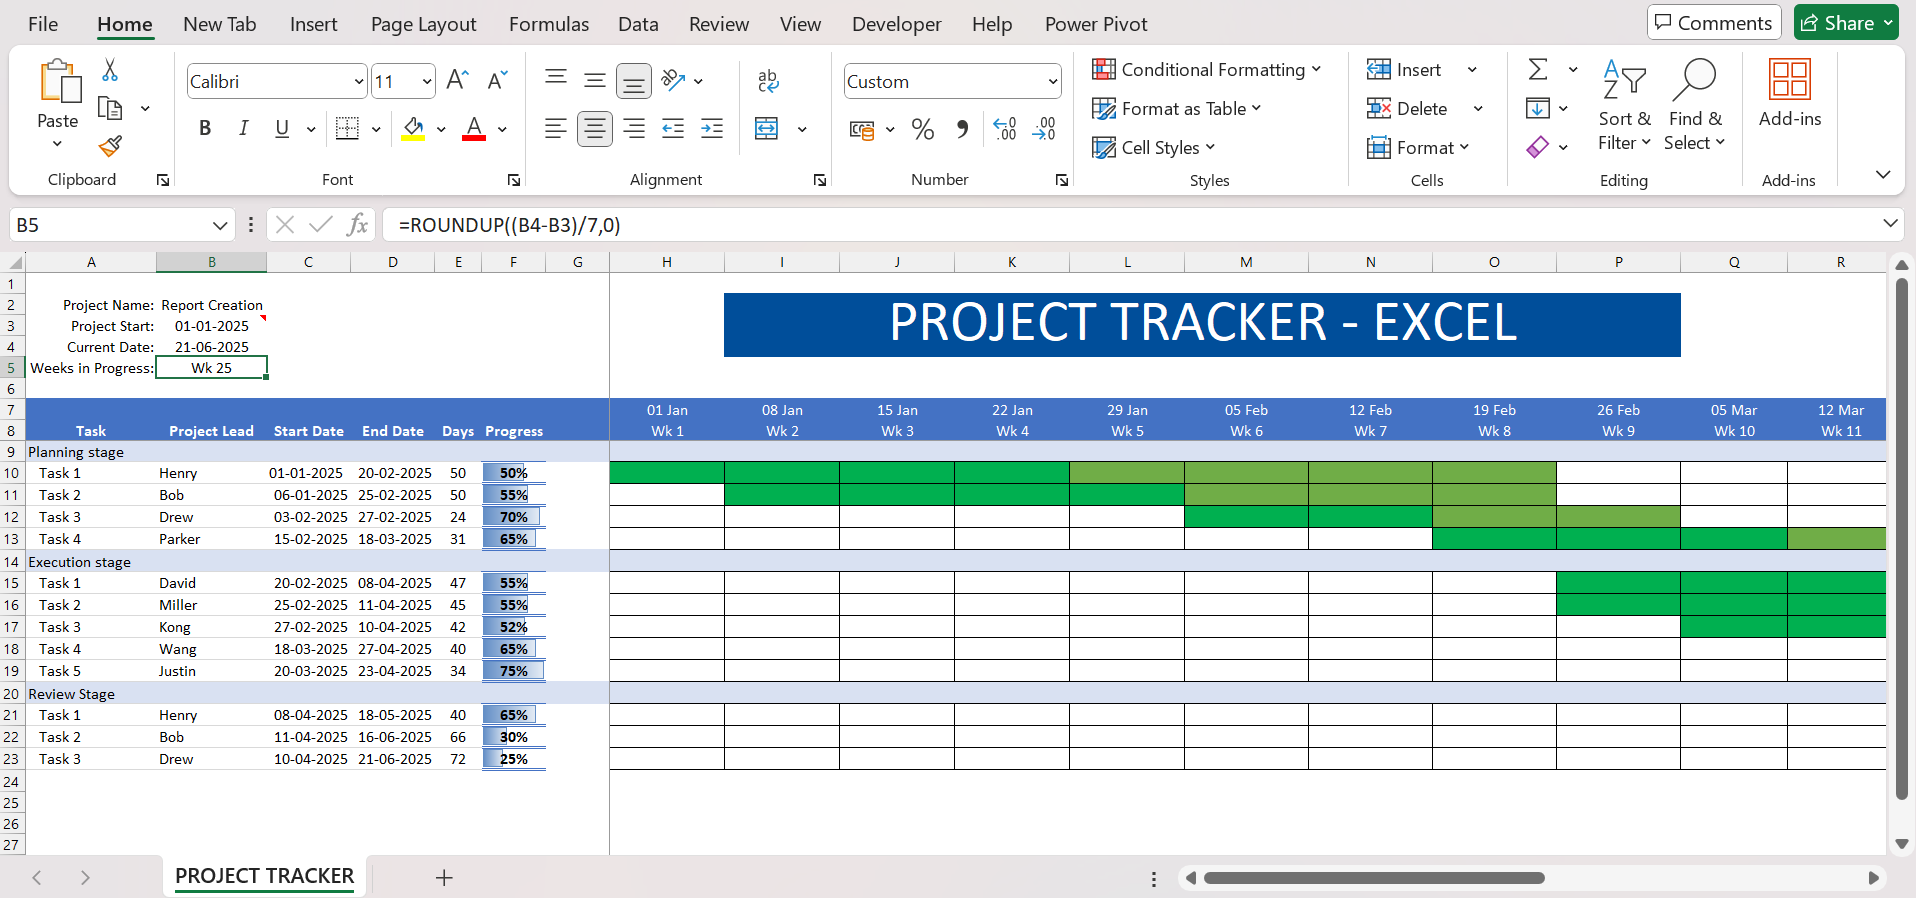 File Home New Tab Insert Page Layout Formulas Data Review View Developer Help Power Pivot Comments Share
Paste
Clipboard
Calibri 11
B I U A
Font
ab
Alignment
Custom
% .00 .00
Number
Conditional Formatting
Format as Table
Cell Styles
Styles
Insert
Delete
Format
Cells
Sort & Filter
Find & Select
Editing
Add-ins
Add-ins
B5 fx =ROUNDUP((B4-B3)/7,0)
A B C D E F G H I J K L M N O P Q R
1
2 Project Name: Report Creation PROJECT TRACKER - EXCEL
3 Project Start: 01-01-2025
4 Current Date: 21-06-2025
5 Weeks in Progress: Wk 25
6
7 01 Jan 08 Jan 15 Jan 22 Jan 29 Jan 05 Feb 12 Feb 19 Feb 26 Feb 05 Mar 12 Mar
8 Task Project Lead Start Date End Date Days Progress Wk 1 Wk 2 Wk 3 Wk 4 Wk 5 Wk 6 Wk 7 Wk 8 Wk 9 Wk 10 Wk 11
9 Planning stage
10 Task 1 Henry 01-01-2025 20-02-2025 50 50%
11 Task 2 Bob 06-01-2025 25-02-2025 50 55%
12 Task 3 Drew 03-02-2025 27-02-2025 24 70%
13 Task 4 Parker 15-02-2025 18-03-2025 31 65%
14 Execution stage
15 Task 1 David 20-02-2025 08-04-2025 47 55%
16 Task 2 Miller 25-02-2025 11-04-2025 45 55%
17 Task 3 Kong 27-02-2025 10-04-2025 42 52%
18 Task 4 Wang 18-03-2025 27-04-2025 40 65%
19 Task 5 Justin 20-03-2025 23-04-2025 34 75%
20 Review Stage
21 Task 1 Henry 08-04-2025 18-05-2025 40 65%
22 Task 2 Bob 11-04-2025 16-06-2025 66 30%
23 Task 3 Drew 10-04-2025 21-06-2025 72 25%
24
25
26
27
PROJECT TRACKER